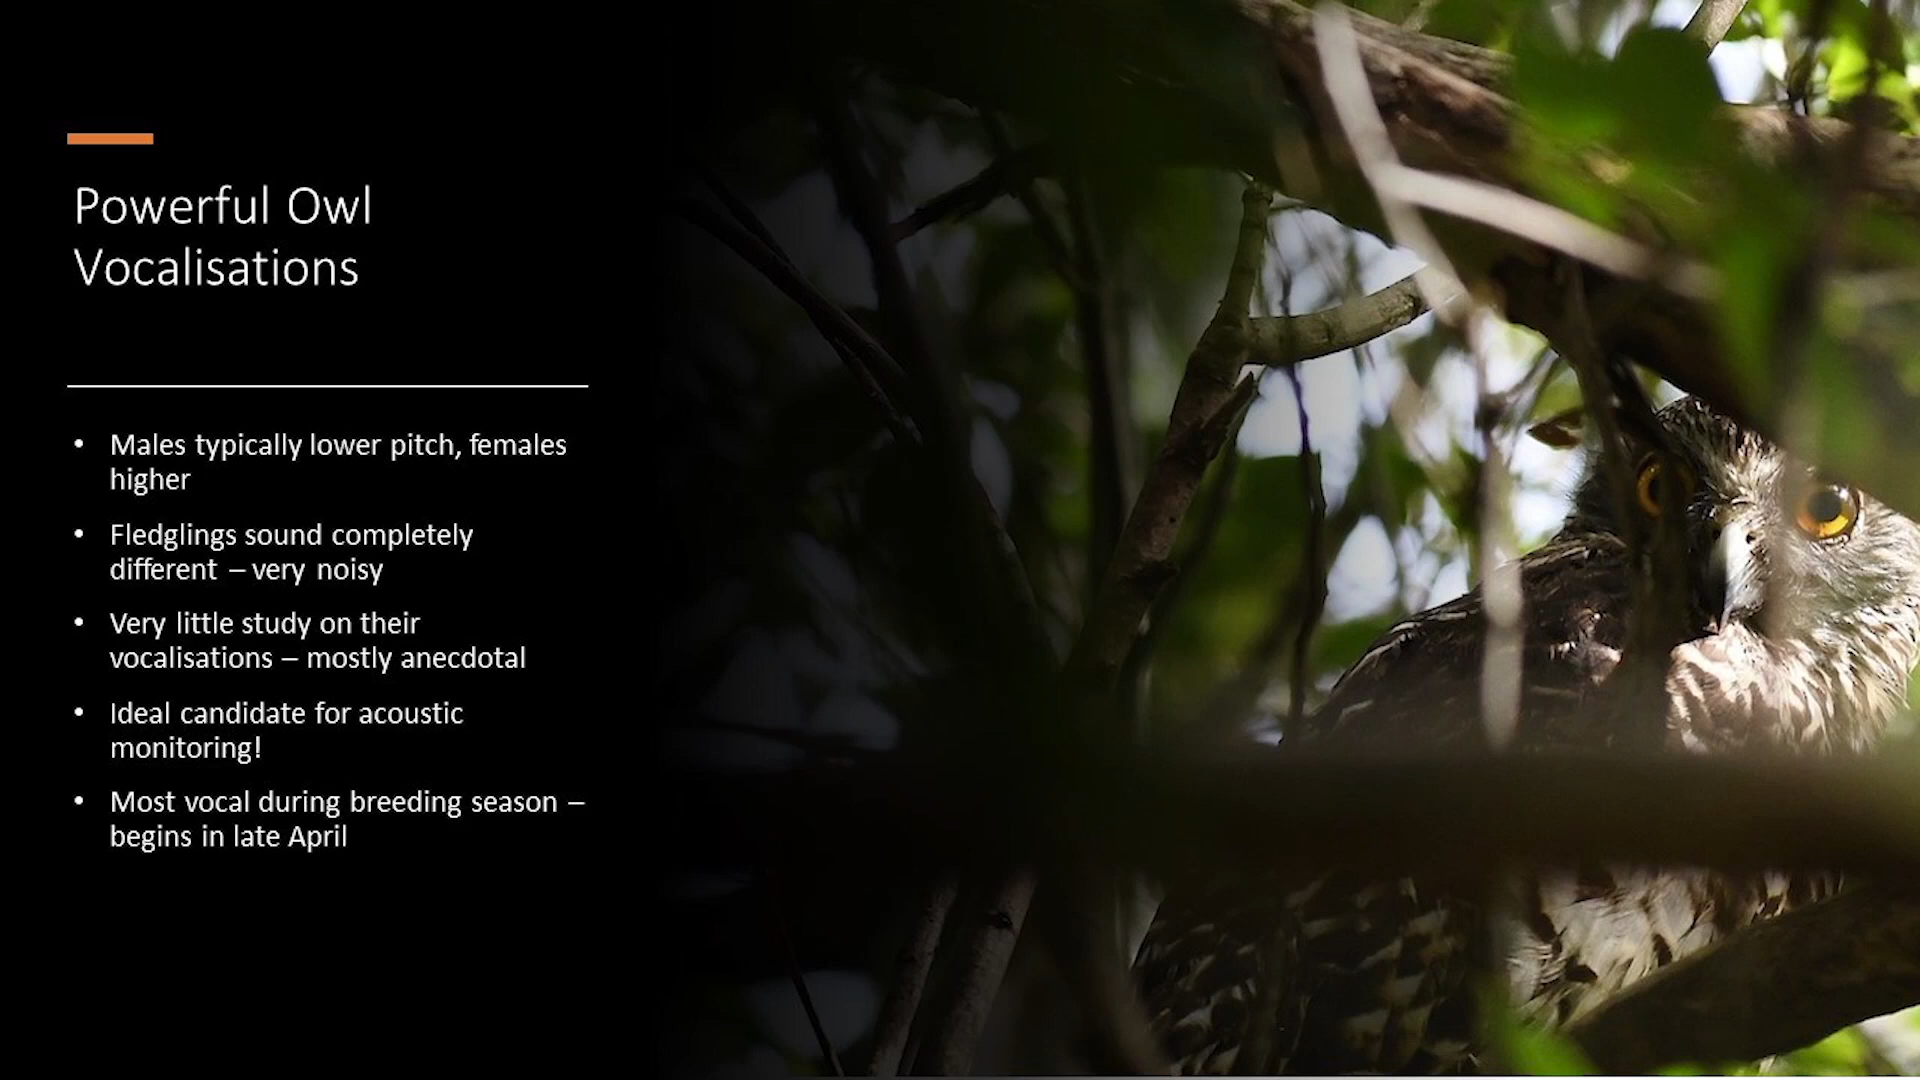 Powerful Owl
Vocalisations
• Males typically lower pitch, females
higher
• Fledglings sound completely
different – very noisy
• Very little study on their
vocalisations – mostly anecdotal
• Ideal candidate for acoustic
monitoring!
• Most vocal during breeding season –
begins in late April